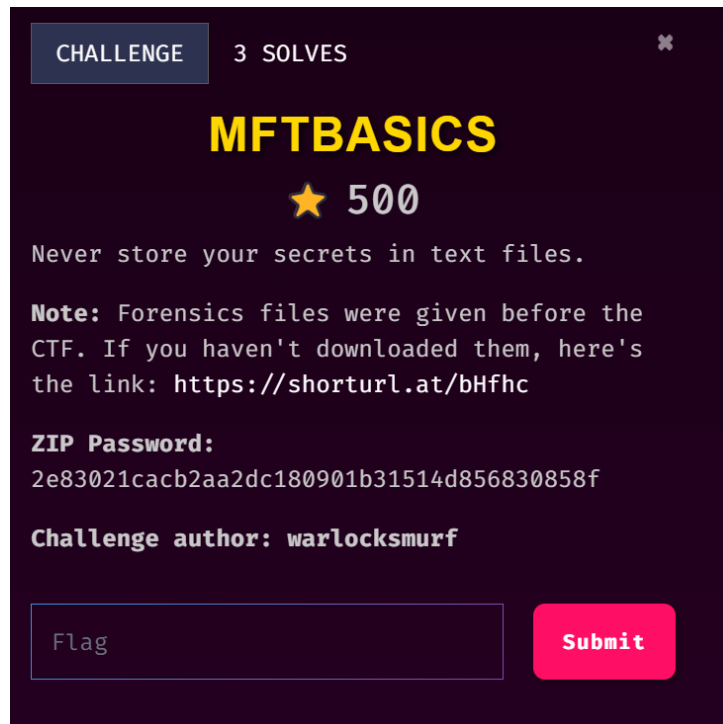 CHALLENGE 3 SOLVES ✖
MFTBASICS
⭐ 500
Never store your secrets in text files.
Note: Forensics files were given before the
CTF. If you haven't downloaded them, here's
the link: https://shorturl.at/bHfhc
ZIP Password:
2e83021cacb2aa2dc180901b31514d856830858f
Challenge author: warlocksmurf
Flag Submit